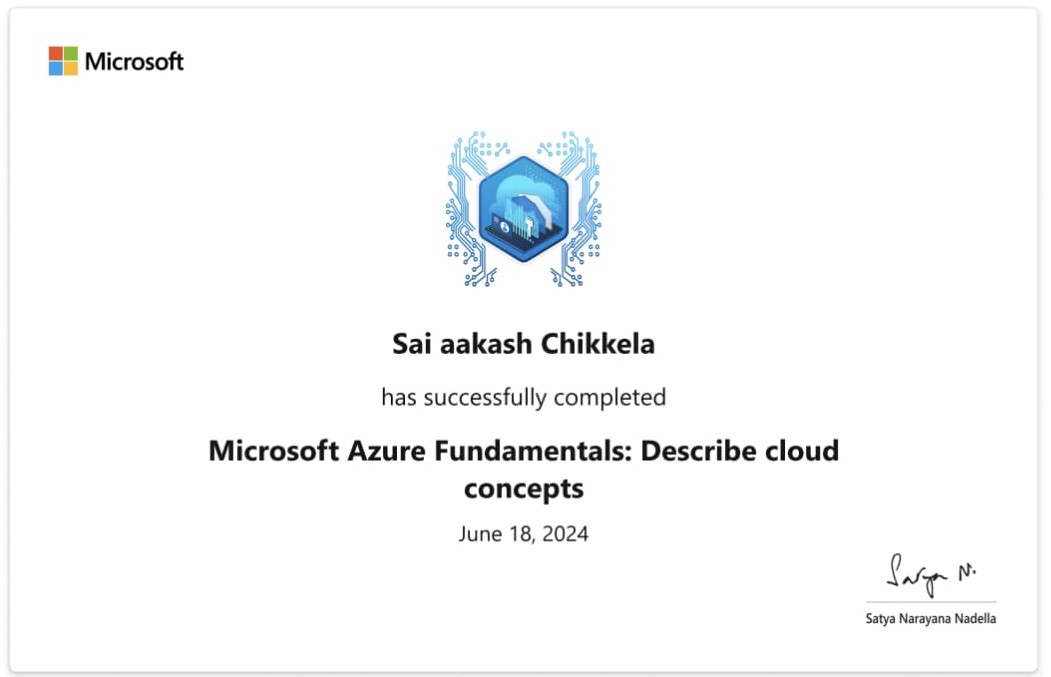 Microsoft
Sai aakash Chikkela
has successfully completed
Microsoft Azure Fundamentals: Describe cloud
concepts
June 18, 2024
Satya N.
Satya Narayana Nadella